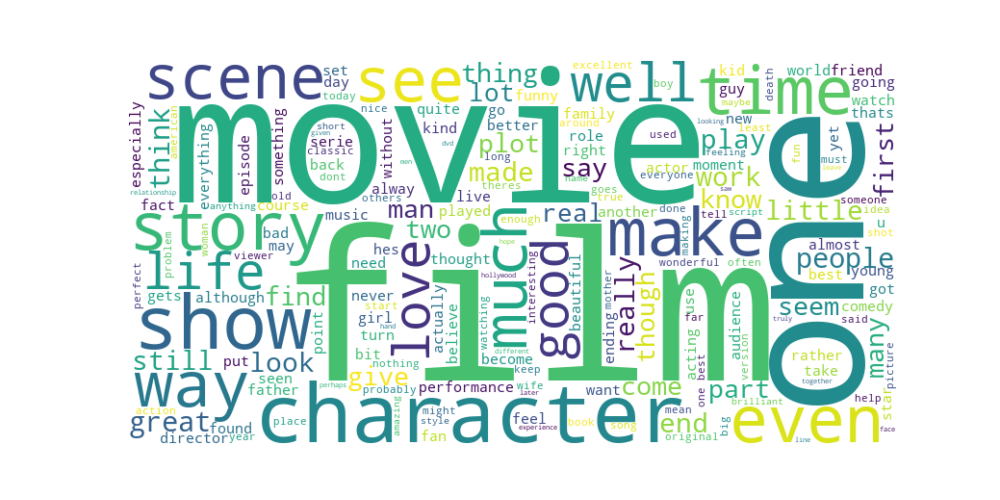 scene
see
thing
well
excellent
boy
time
kid
world
friend
set
lot
funny
guy
death
going
day
today
movie
maybe
watch
thats
nice
quite
go
family
around
used
looking
feeling
new
least
especially
think
american
everything
episode
something
short
given
serie
classic
without
kind
better
plot
role
right
moment
play
fun
yet
must
leave
first
back
dont
men
dvd
long
made
say
actor
everyone
saw
work
relationship
anything
old
alway
theres
name
goes
true
know
someone
fact
course
others
live
man
played
enough
real
another
done
making
tell
script
little
idea
u
shot
one
story
music
two
much
hope
interesting
beautiful
make
wonderful
often
almost
people
problem
woman
bad
may
viewer
hes
need
love
thought
good
really
mother
ending
though
seem
best
young
perfect
life
gets
although
find
film
never
start
actually
believe
hollywood
watching
use
far
audience
version
comedy
got
show
point
girl
turn
hand
different
acting
said
truly
many
picture
still
put
look
bit
nothing
become
rather
take
together
way
seen
father
give
perhaps
probably
performance
keep
wife
later
want
come
part
one best
brilliant
help
star
action
great
found
director
year
place
character
amazing
might
style
fan
feel
experience
book
song
mean
end
original
big
even
line
face